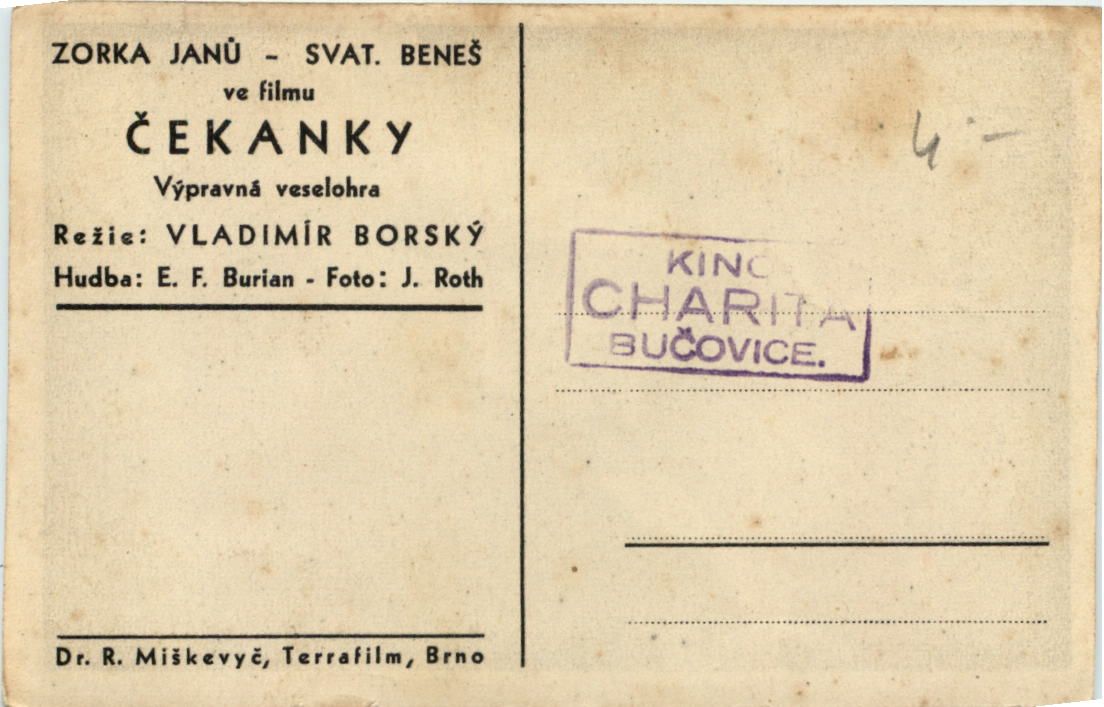 ZORKA JANŮ - SVAT. BENEŠ
ve filmu
ČEKANKY
Výpravná veselohra
Režie: VLADIMÍR BORSKÝ
Hudba: E. F. Burian - Foto: J. Roth
Dr. R. Miškevyč, Terrafilm, Brno
4·–
KINO
CHARITA
BUČOVICE.